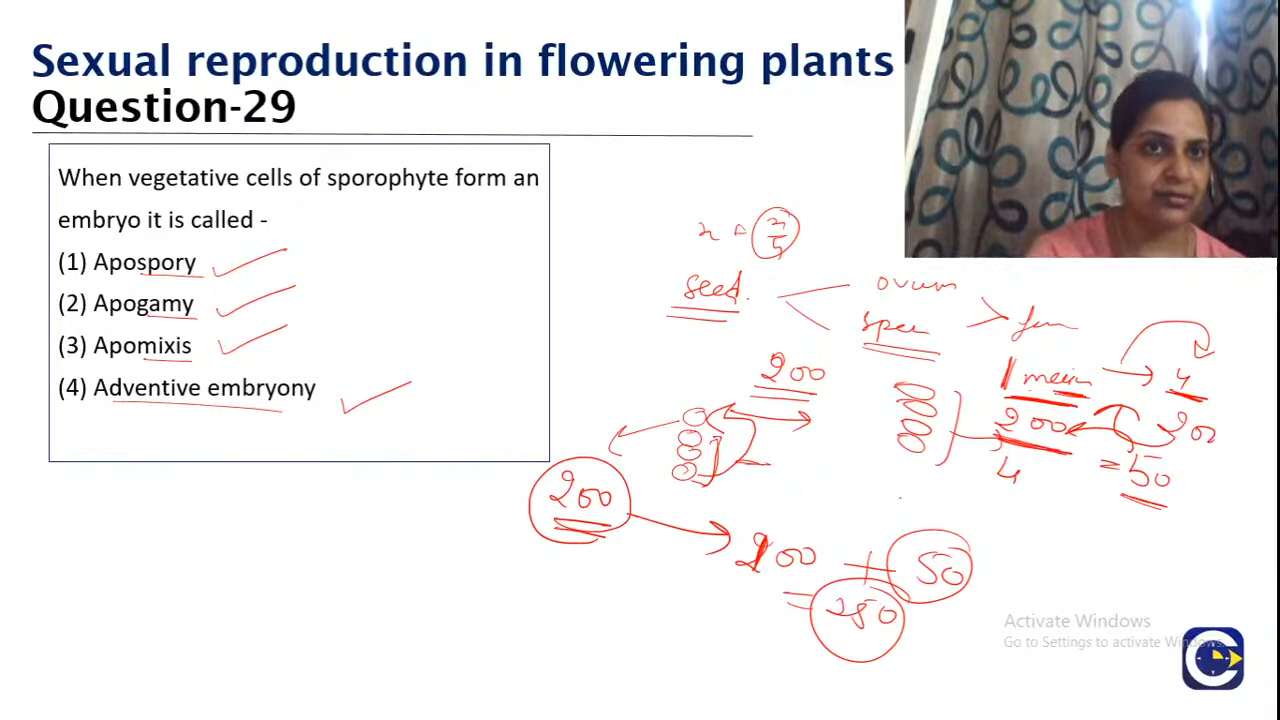 Sexual reproduction in flowering plants
Question-29
When vegetative cells of sporophyte form an
embryo it is called -
(1) Apospory
(2) Apogamy
(3) Apomixis
(4) Adventive embryony
seed.
ovum
200
4
200
4
= 50
200
200 + 50
= 250
Activate Windows
Go to Settings to activate Windows.